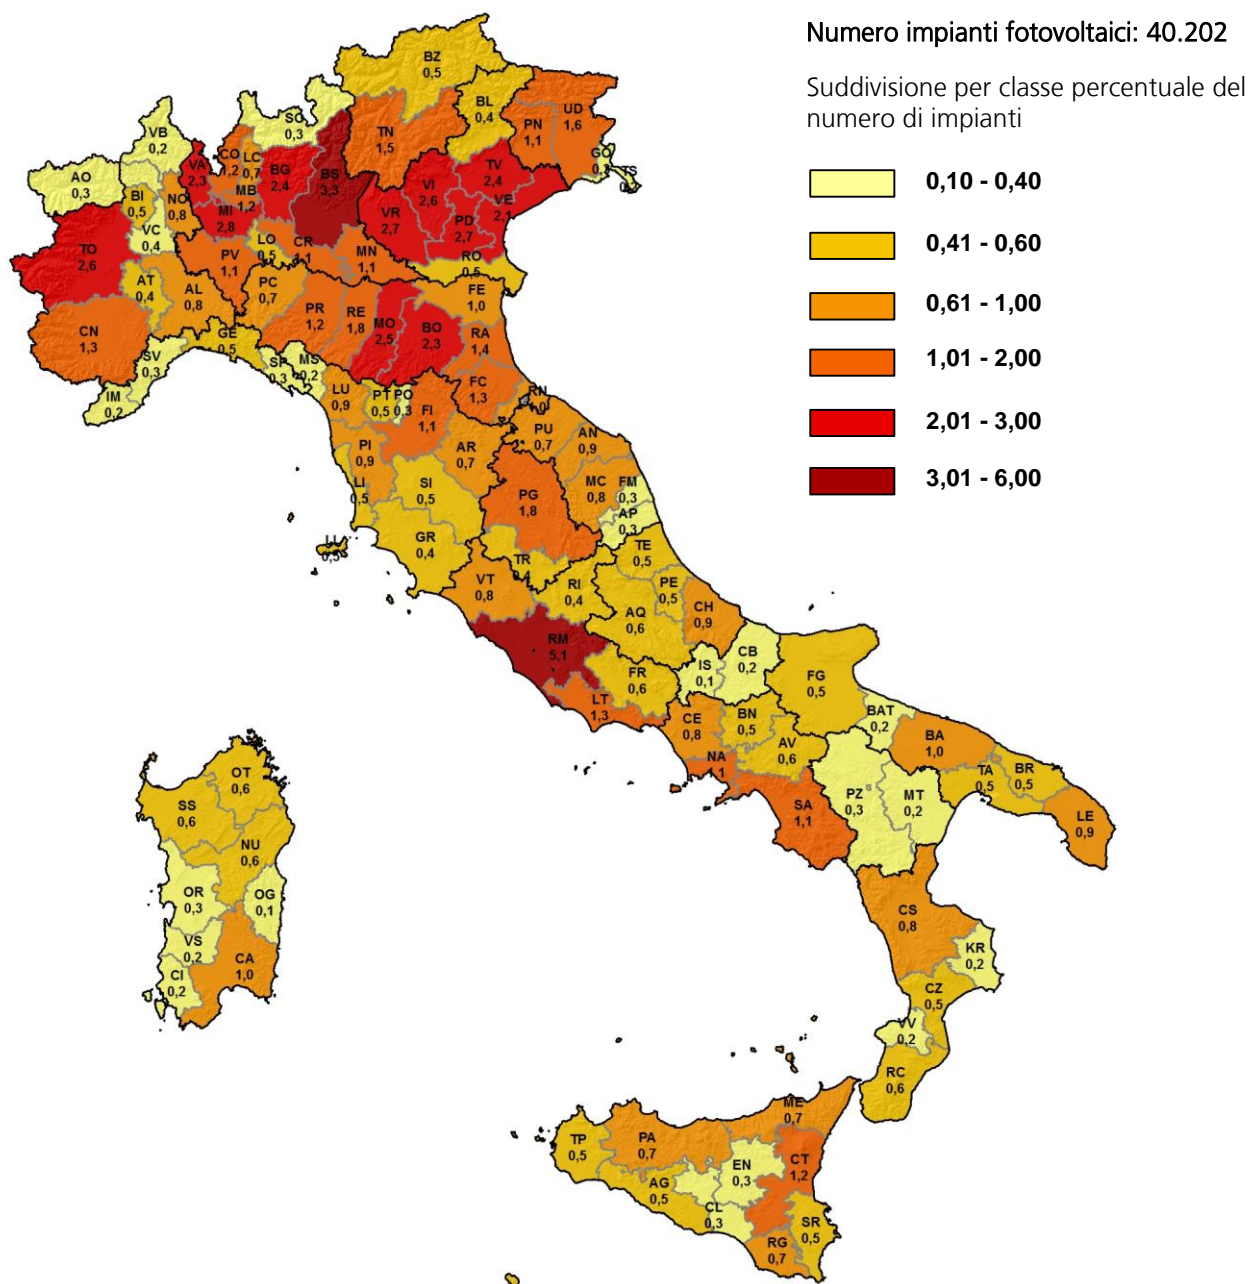 Numero impianti fotovoltaici: 40.202
Suddivisione per classe percentuale del
numero di impianti
0,10 - 0,40
0,41 - 0,60
0,61 - 1,00
1,01 - 2,00
2,01 - 3,00
3,01 - 6,00
BZ
0,5
BL
0,4
UD
1,6
PN
1,1
TN
1,5
SO
0,3
VB
0,2
AO
0,3
GO
TS
VA
2,3
CO
1,2
LC
0,7
BG
2,4
BS
3,3
MB
1,2
MI
2,8
VI
2,6
TV
2,4
VE
2,1
VR
2,7
PD
2,7
RO
0,5
BI
0,5
NO
0,8
VC
0,4
TO
2,6
PV
1,1
LO
0,5
CR
1,1
MN
1,1
AT
0,4
AL
0,8
PC
0,7
CN
1,3
PR
1,2
RE
1,8
MO
2,5
BO
2,3
FE
1,0
RA
1,4
FC
1,3
RN
1,0
GE
0,5
SV
0,3
IM
0,2
SP
0,3
MS
0,2
LU
0,9
PT
0,5
PO
0,3
FI
1,1
PU
0,7
AN
0,9
PI
0,9
AR
0,7
MC
0,8
FM
0,3
AP
0,3
LI
0,5
SI
0,5
PG
1,8
GR
0,4
LI
0,5
TR
0,4
TE
0,5
VT
0,8
RI
0,4
PE
0,5
AQ
0,6
CH
0,9
RM
5,1
FR
0,6
LT
1,3
IS
0,1
CB
0,2
FG
0,5
BAT
0,2
CE
0,8
BN
0,5
AV
0,6
NA
1,1
BA
1,0
TA
0,5
BR
0,5
LE
0,9
SA
1,1
PZ
0,3
MT
0,2
OT
0,6
SS
0,6
NU
0,6
OR
0,3
OG
0,1
VS
0,2
CA
1,0
CI
0,2
CS
0,8
KR
0,2
CZ
0,5
VV
0,2
RC
0,6
ME
0,7
TP
0,5
PA
0,7
EN
0,3
CT
1,2
AG
0,5
CL
0,3
SR
0,5
RG
0,7